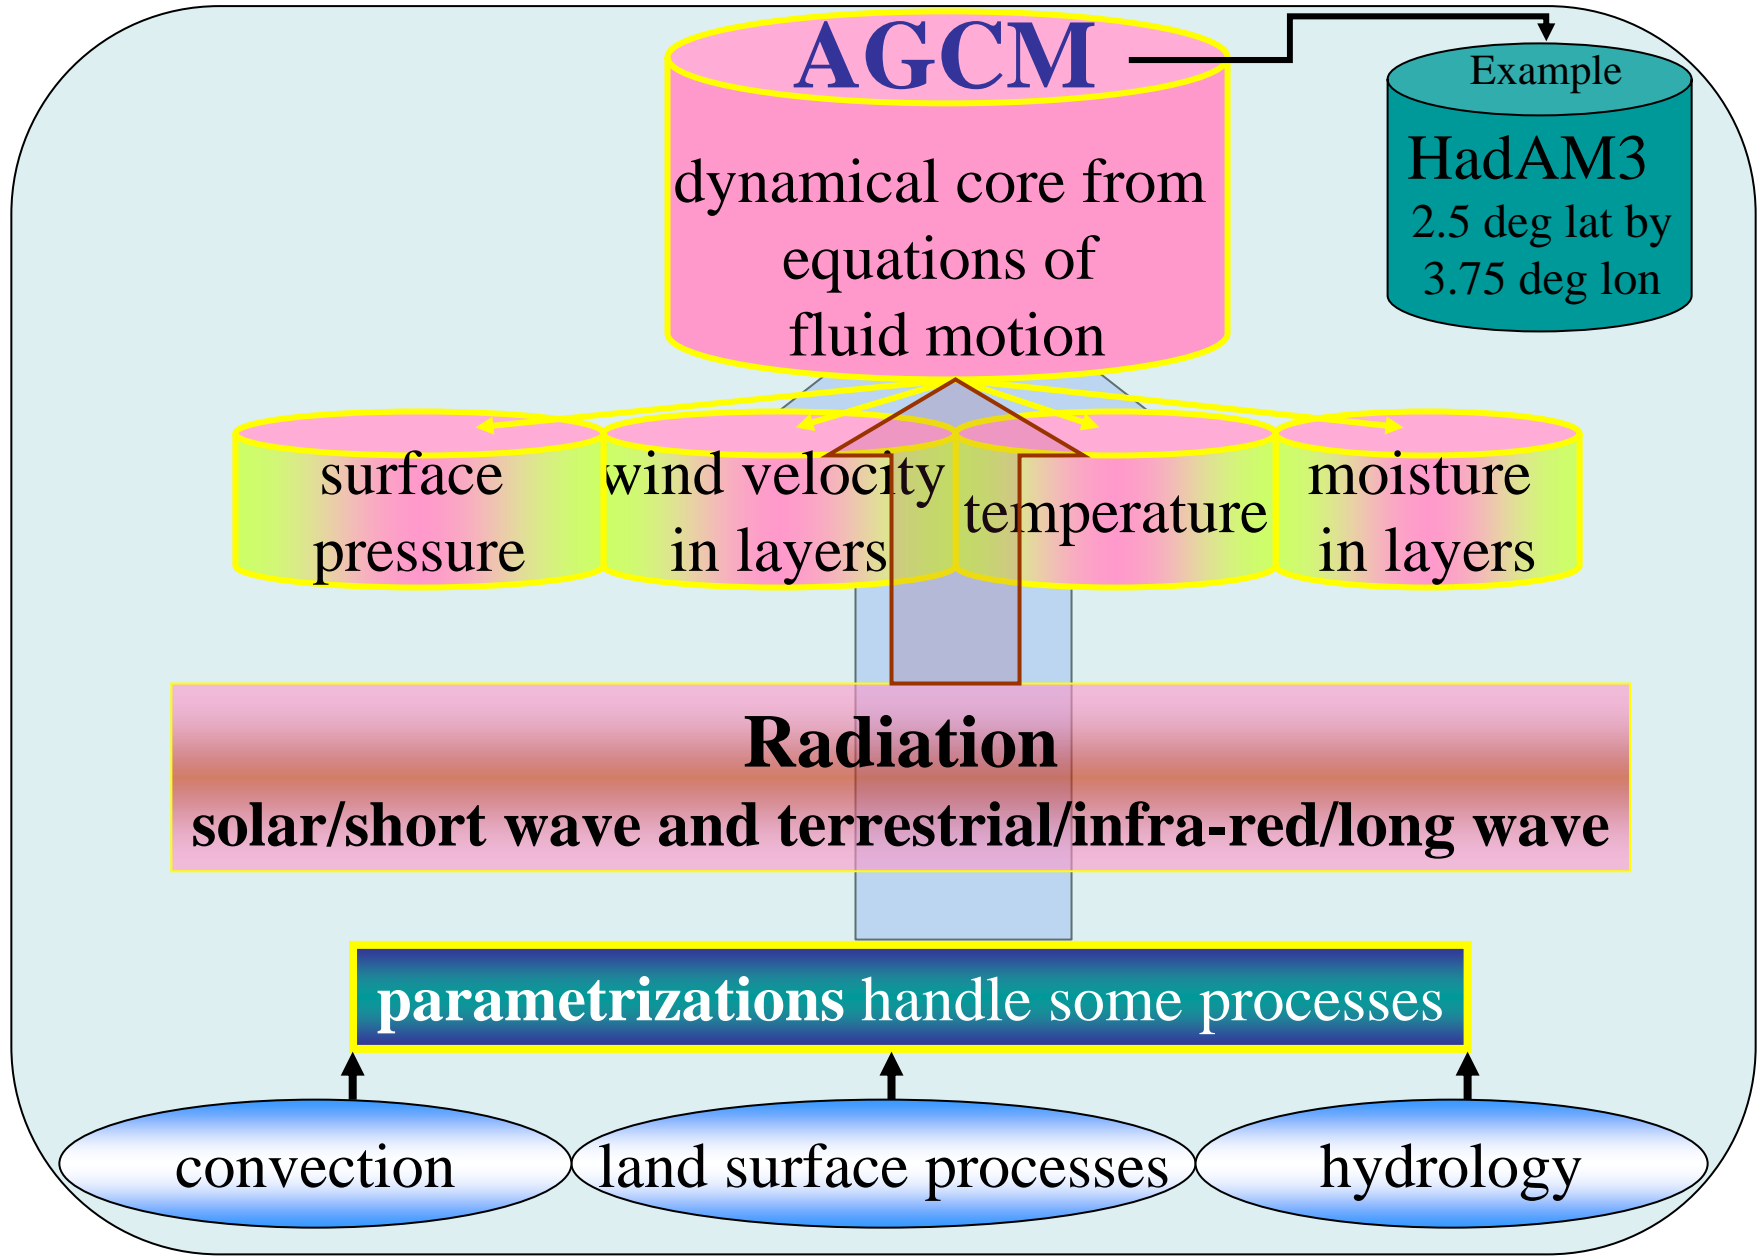 AGCM
dynamical core from
equations of
fluid motion
Example
HadAM3
2.5 deg lat by
3.75 deg lon
surface
pressure
wind velocity
in layers
temperature
moisture
in layers
Radiation
solar/short wave and terrestrial/infra-red/long wave
parametrizations handle some processes
convection
land surface processes
hydrology